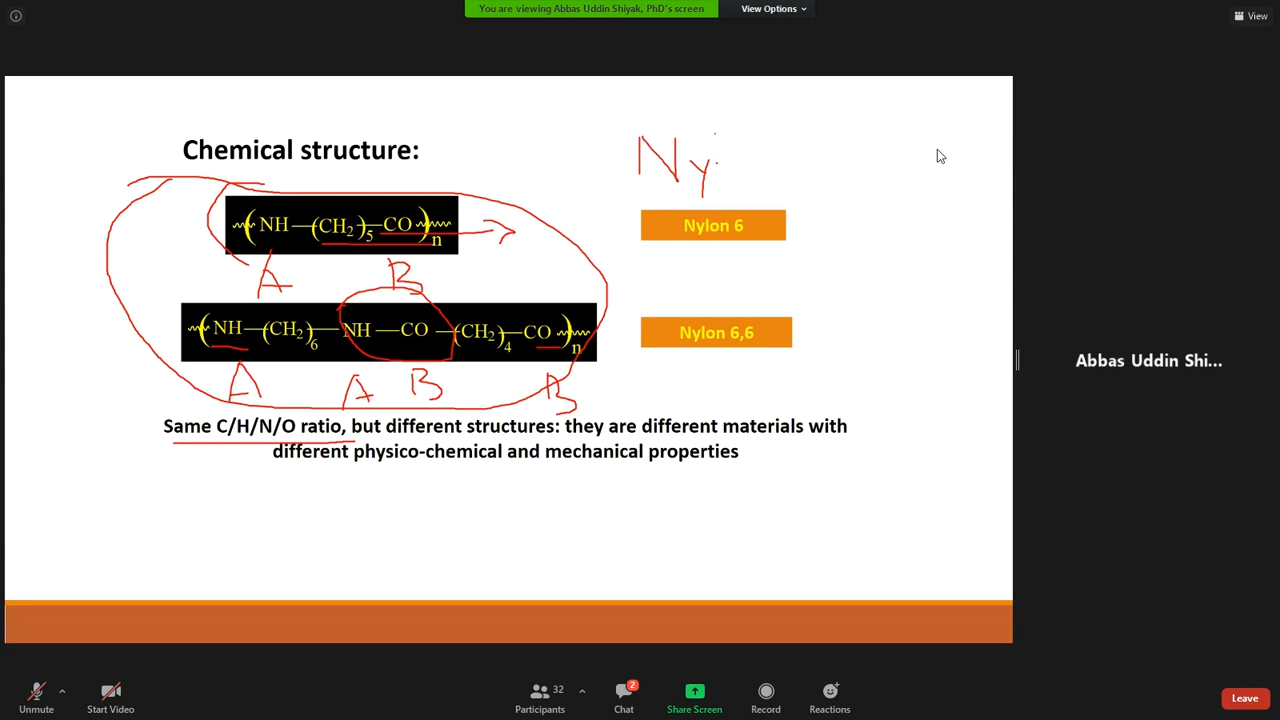 You are viewing Abbas Uddin Shiyak, PhD's screen
View Options
View
Chemical structure:
Ny
NH (CH2)5 CO n
Nylon 6
A B
NH (CH2)6 NH CO (CH2)4 CO n
Nylon 6,6
A A B B
Same C/H/N/O ratio, but different structures: they are different materials with
different physico-chemical and mechanical properties
Abbas Uddin Shi...
Unmute
Start Video
32
Participants
2
Chat
Share Screen
Record
Reactions
Leave